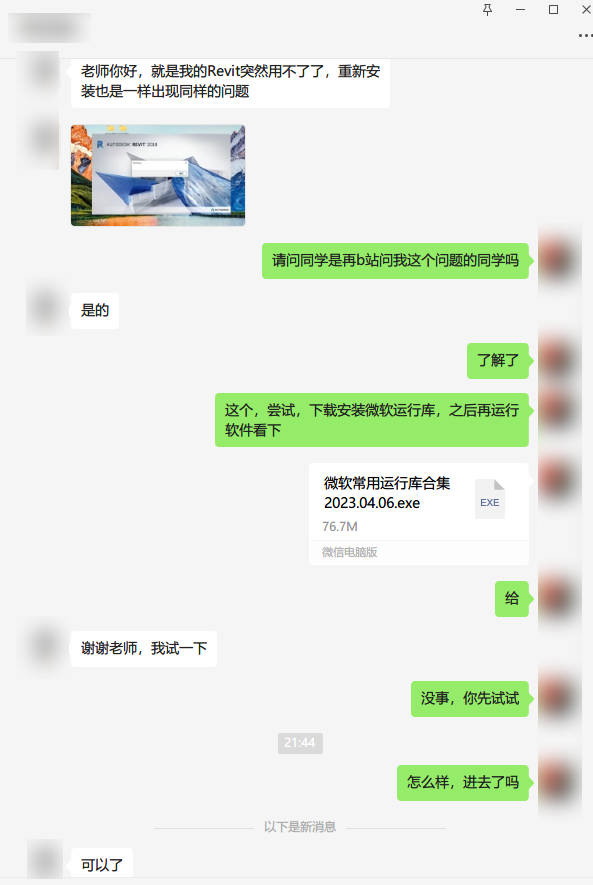 老师你好，就是我的Revit突然用不了了，重新安
装也是一样出现同样的问题
AUTODESK REVIT 2018
请问同学是再b站问我这个问题的同学吗
是的
了解了
这个，尝试，下载安装微软运行库，之后再运行
软件看下
微软常用运行库合集
2023.04.06.exe
EXE
76.7M
微信电脑版
给
谢谢老师，我试一下
没事，你先试试
21:44
怎么样，进去了吗
以下是新消息
可以了